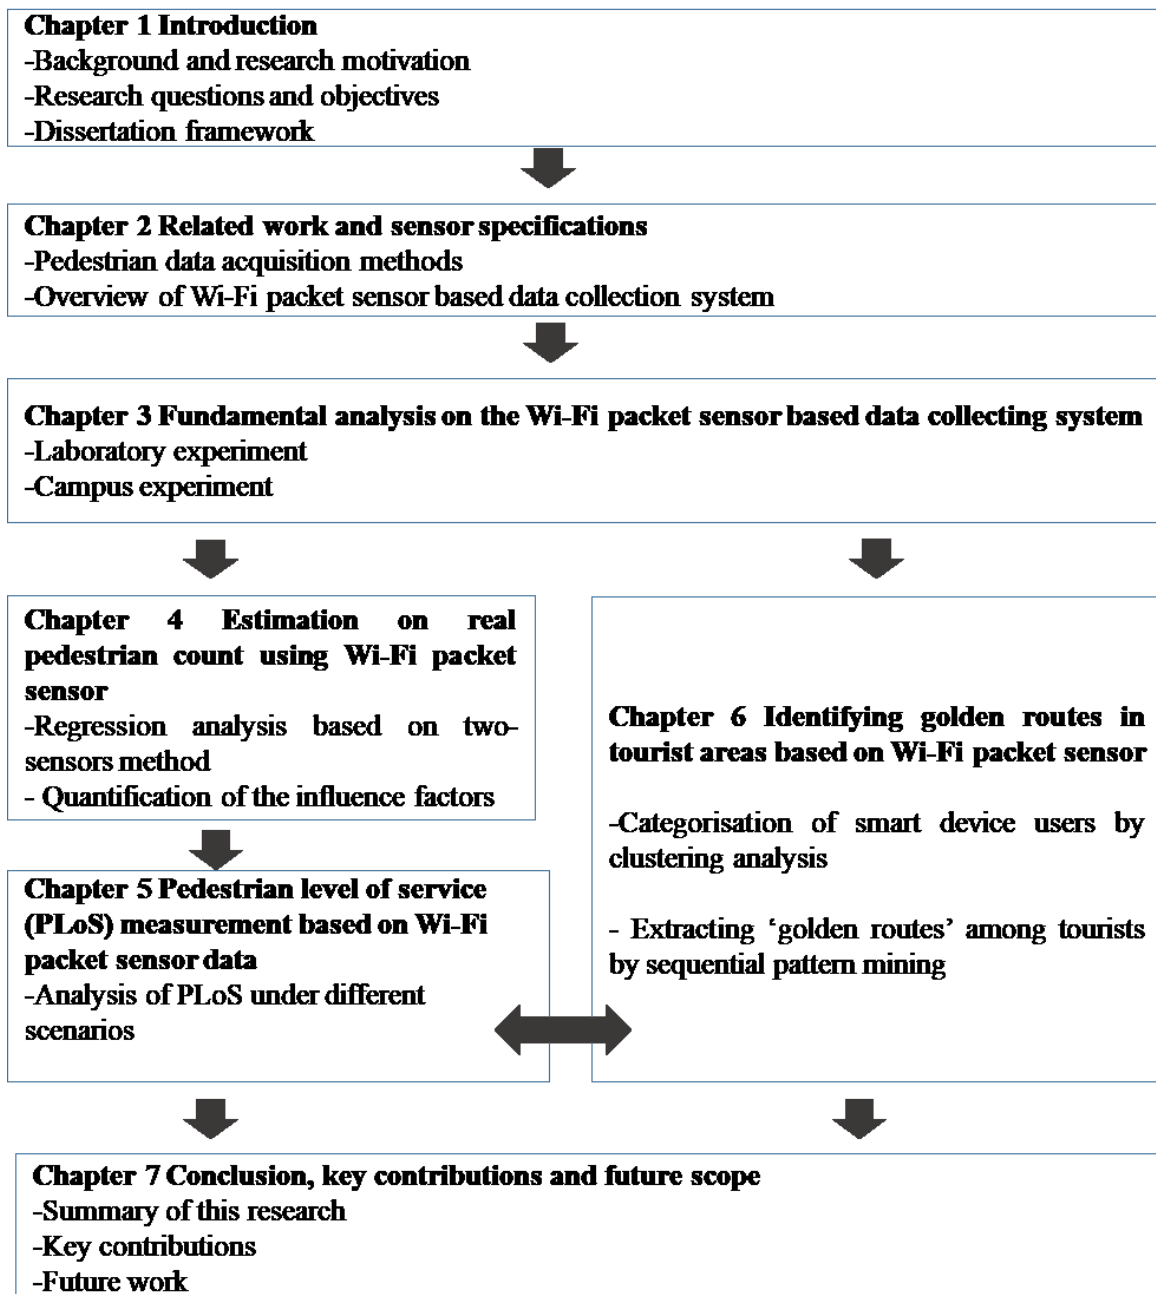 Chapter 1 Introduction
-Background and research motivation
-Research questions and objectives
-Dissertation framework
Chapter 2 Related work and sensor specifications
-Pedestrian data acquisition methods
-Overview of Wi-Fi packet sensor based data collection system
Chapter 3 Fundamental analysis on the Wi-Fi packet sensor based data collecting system
-Laboratory experiment
-Campus experiment
Chapter 4 Estimation on real
pedestrian count using Wi-Fi packet
sensor
-Regression analysis based on two-
sensors method
- Quantification of the influence factors
Chapter 5 Pedestrian level of service
(PLoS) measurement based on Wi-Fi
packet sensor data
-Analysis of PLoS under different
scenarios
Chapter 6 Identifying golden routes in
tourist areas based on Wi-Fi packet sensor
-Categorisation of smart device users by
clustering analysis
- Extracting ‘golden routes’ among tourists
by sequential pattern mining
Chapter 7 Conclusion, key contributions and future scope
-Summary of this research
-Key contributions
-Future work